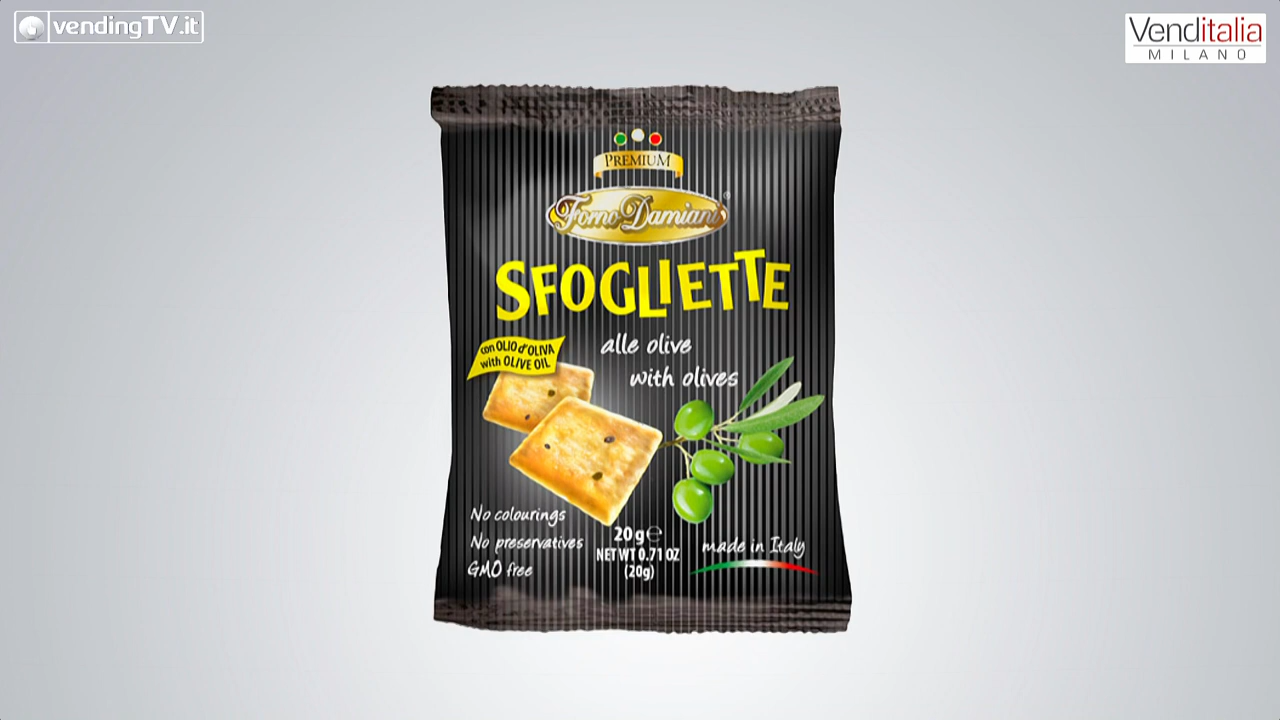 vendingTV.it
Venditalia
MILANO
PREMIUM
Forno Damiani®
SFOGLIETTE
con OLIO d'OLIVA
with OLIVE OIL
alle olive
with olives
No colourings
No preservatives
GMO free
20 g ℮
NET WT 0.71 OZ
(20g)
made in Italy